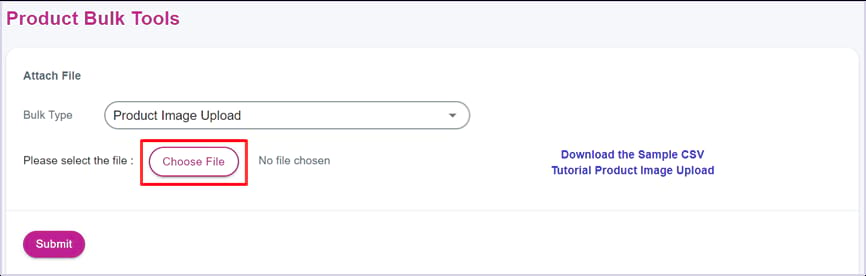 Product Bulk Tools
Attach File
Bulk Type
Product Image Upload
Please select the file :
Choose File
No file chosen
Download the Sample CSV
Tutorial Product Image Upload
Submit